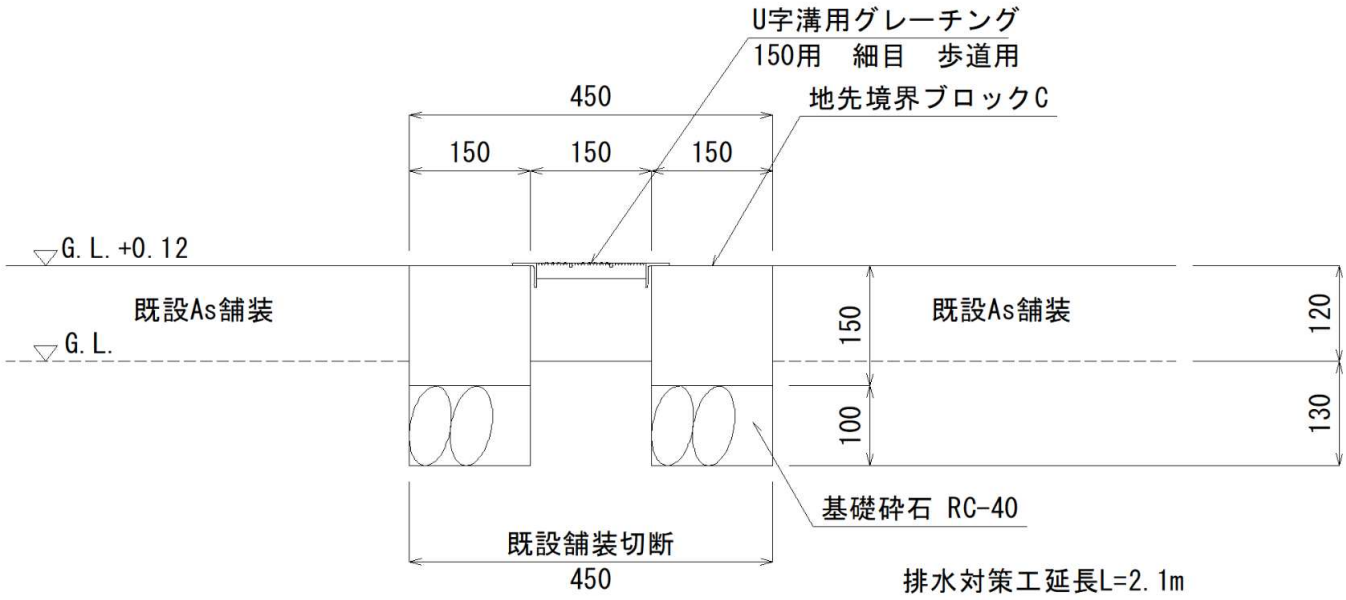 U字溝用グレーチング
150用　細目　歩道用
地先境界ブロックC
450
150
150
150
G.L.+0.12
既設As舗装
既設As舗装
G.L.
150
100
120
130
基礎砕石 RC-40
既設舗装切断
450
排水対策工延長L=2.1m